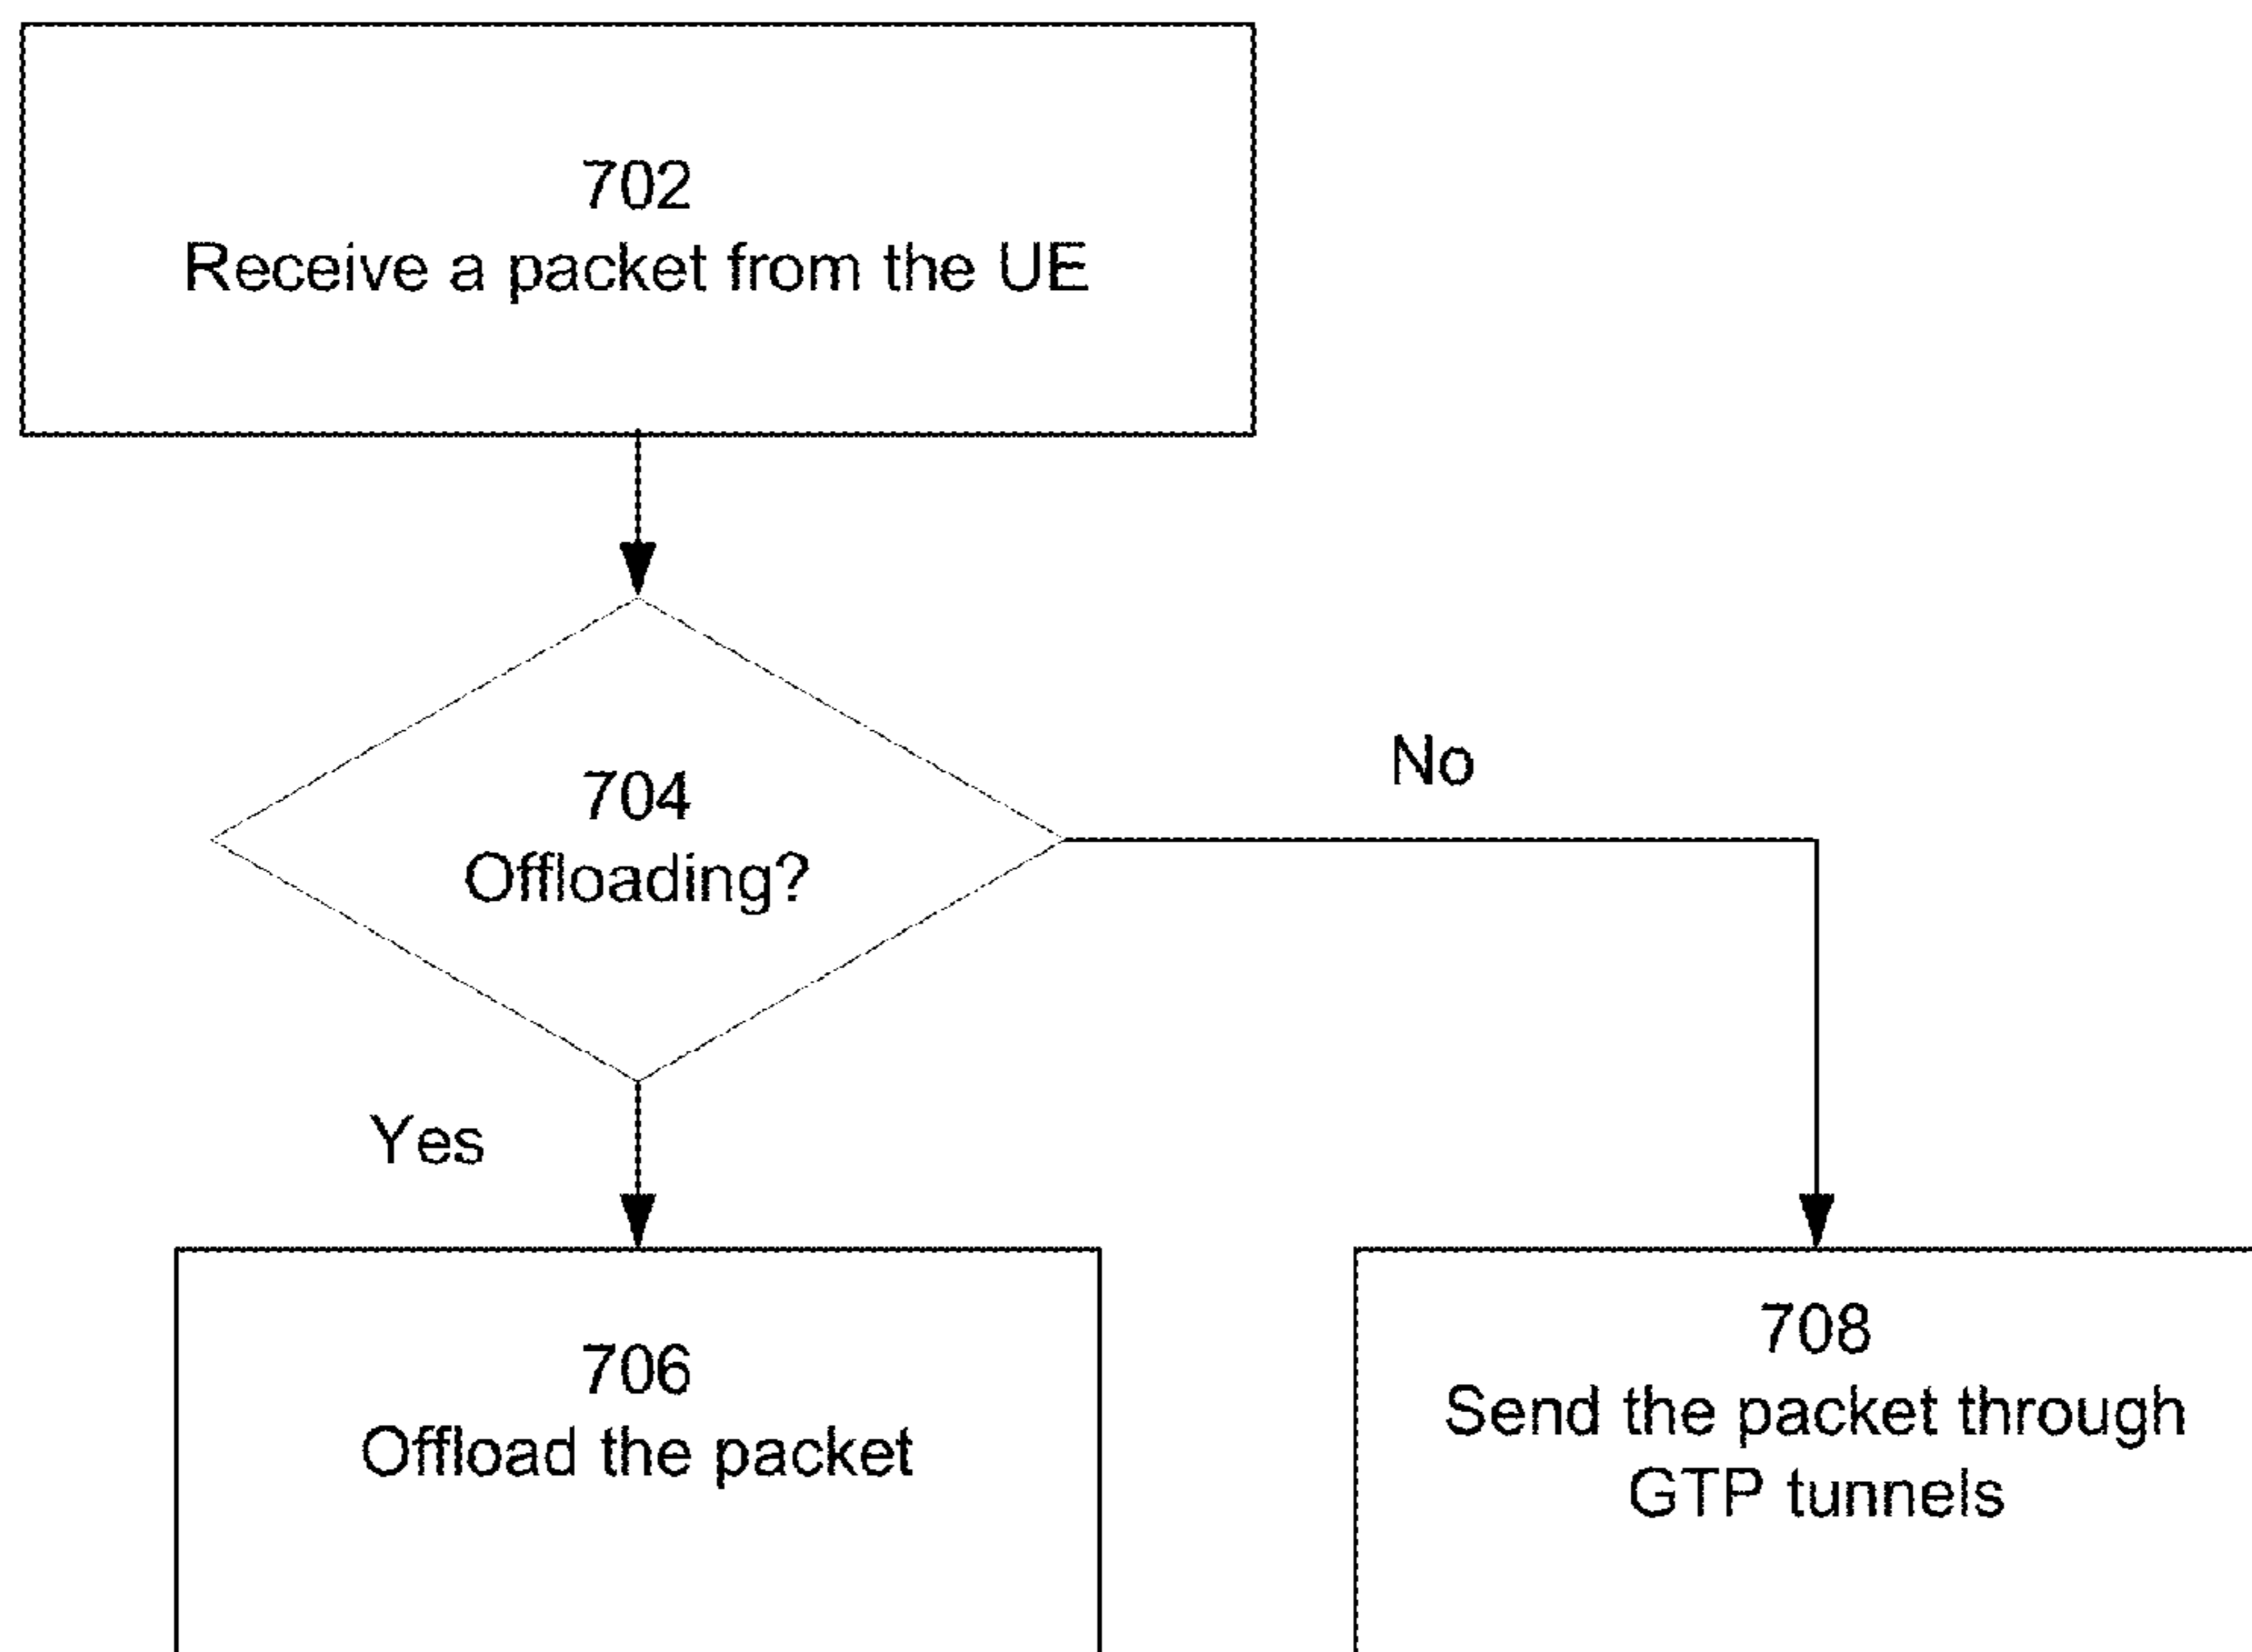 702
Receive a packet from the UE
704
Offloading?
No
Yes
706
Offload the packet
708
Send the packet through
GTP tunnels